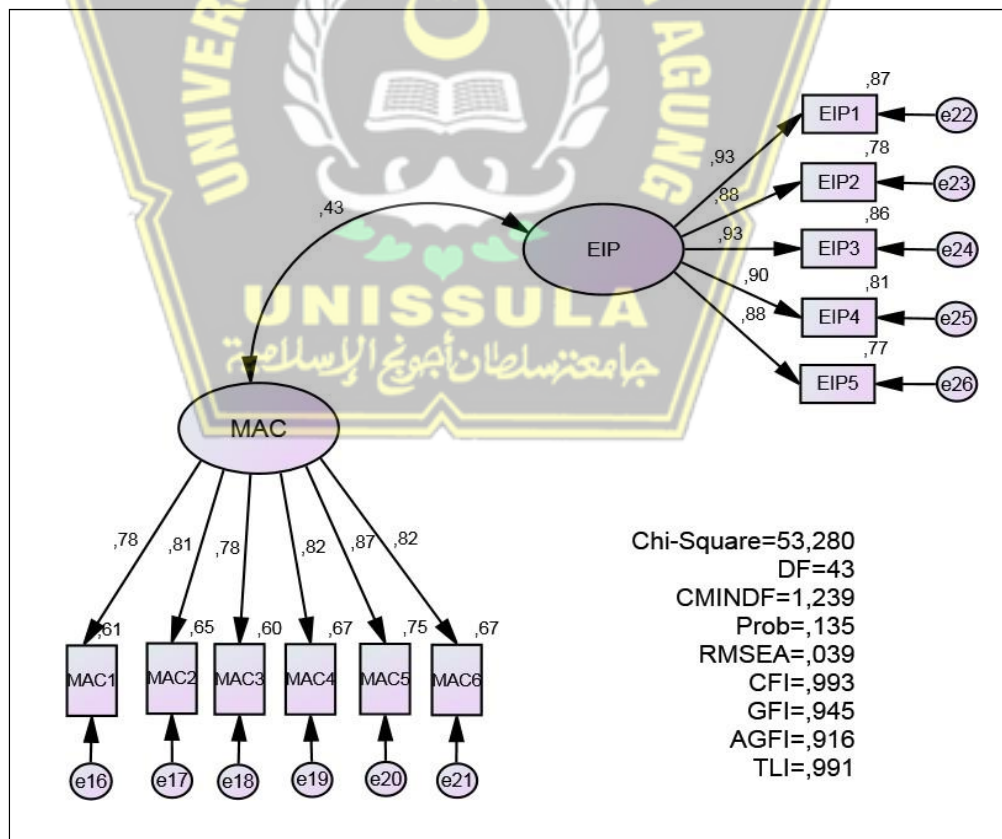 UNIVERS
AGUNG
UNISSULA
جامعتنسلطان أجونج الإسلامية
,87
EIP1
e22
,93
,78
EIP2
e23
,88
,86
EIP3
e24
,93
,43
EIP
,90
,81
EIP4
e25
,88
,77
EIP5
e26
MAC
,78
,81
,78
,82
,87
,82
,61
,65
,60
,67
,75
,67
MAC1
MAC2
MAC3
MAC4
MAC5
MAC6
e16
e17
e18
e19
e20
e21
Chi-Square=53,280
DF=43
CMINDF=1,239
Prob=,135
RMSEA=,039
CFI=,993
GFI=,945
AGFI=,916
TLI=,991